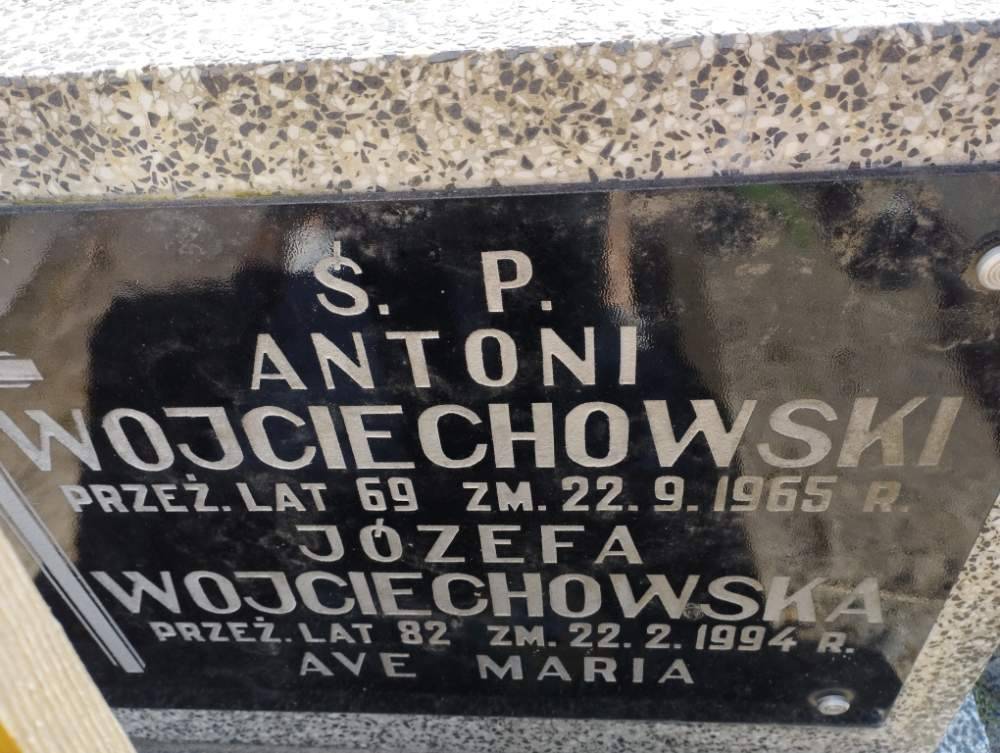 Ś. P.
ANTONI
WOJCIECHOWSKI
PRZEŻ. LAT 69 ZM. 22. 9. 1965 R.
JÓZEFA
WOJCIECHOWSKA
PRZEŻ. LAT 82 ZM. 22. 2. 1994 R.
AVE MARIA